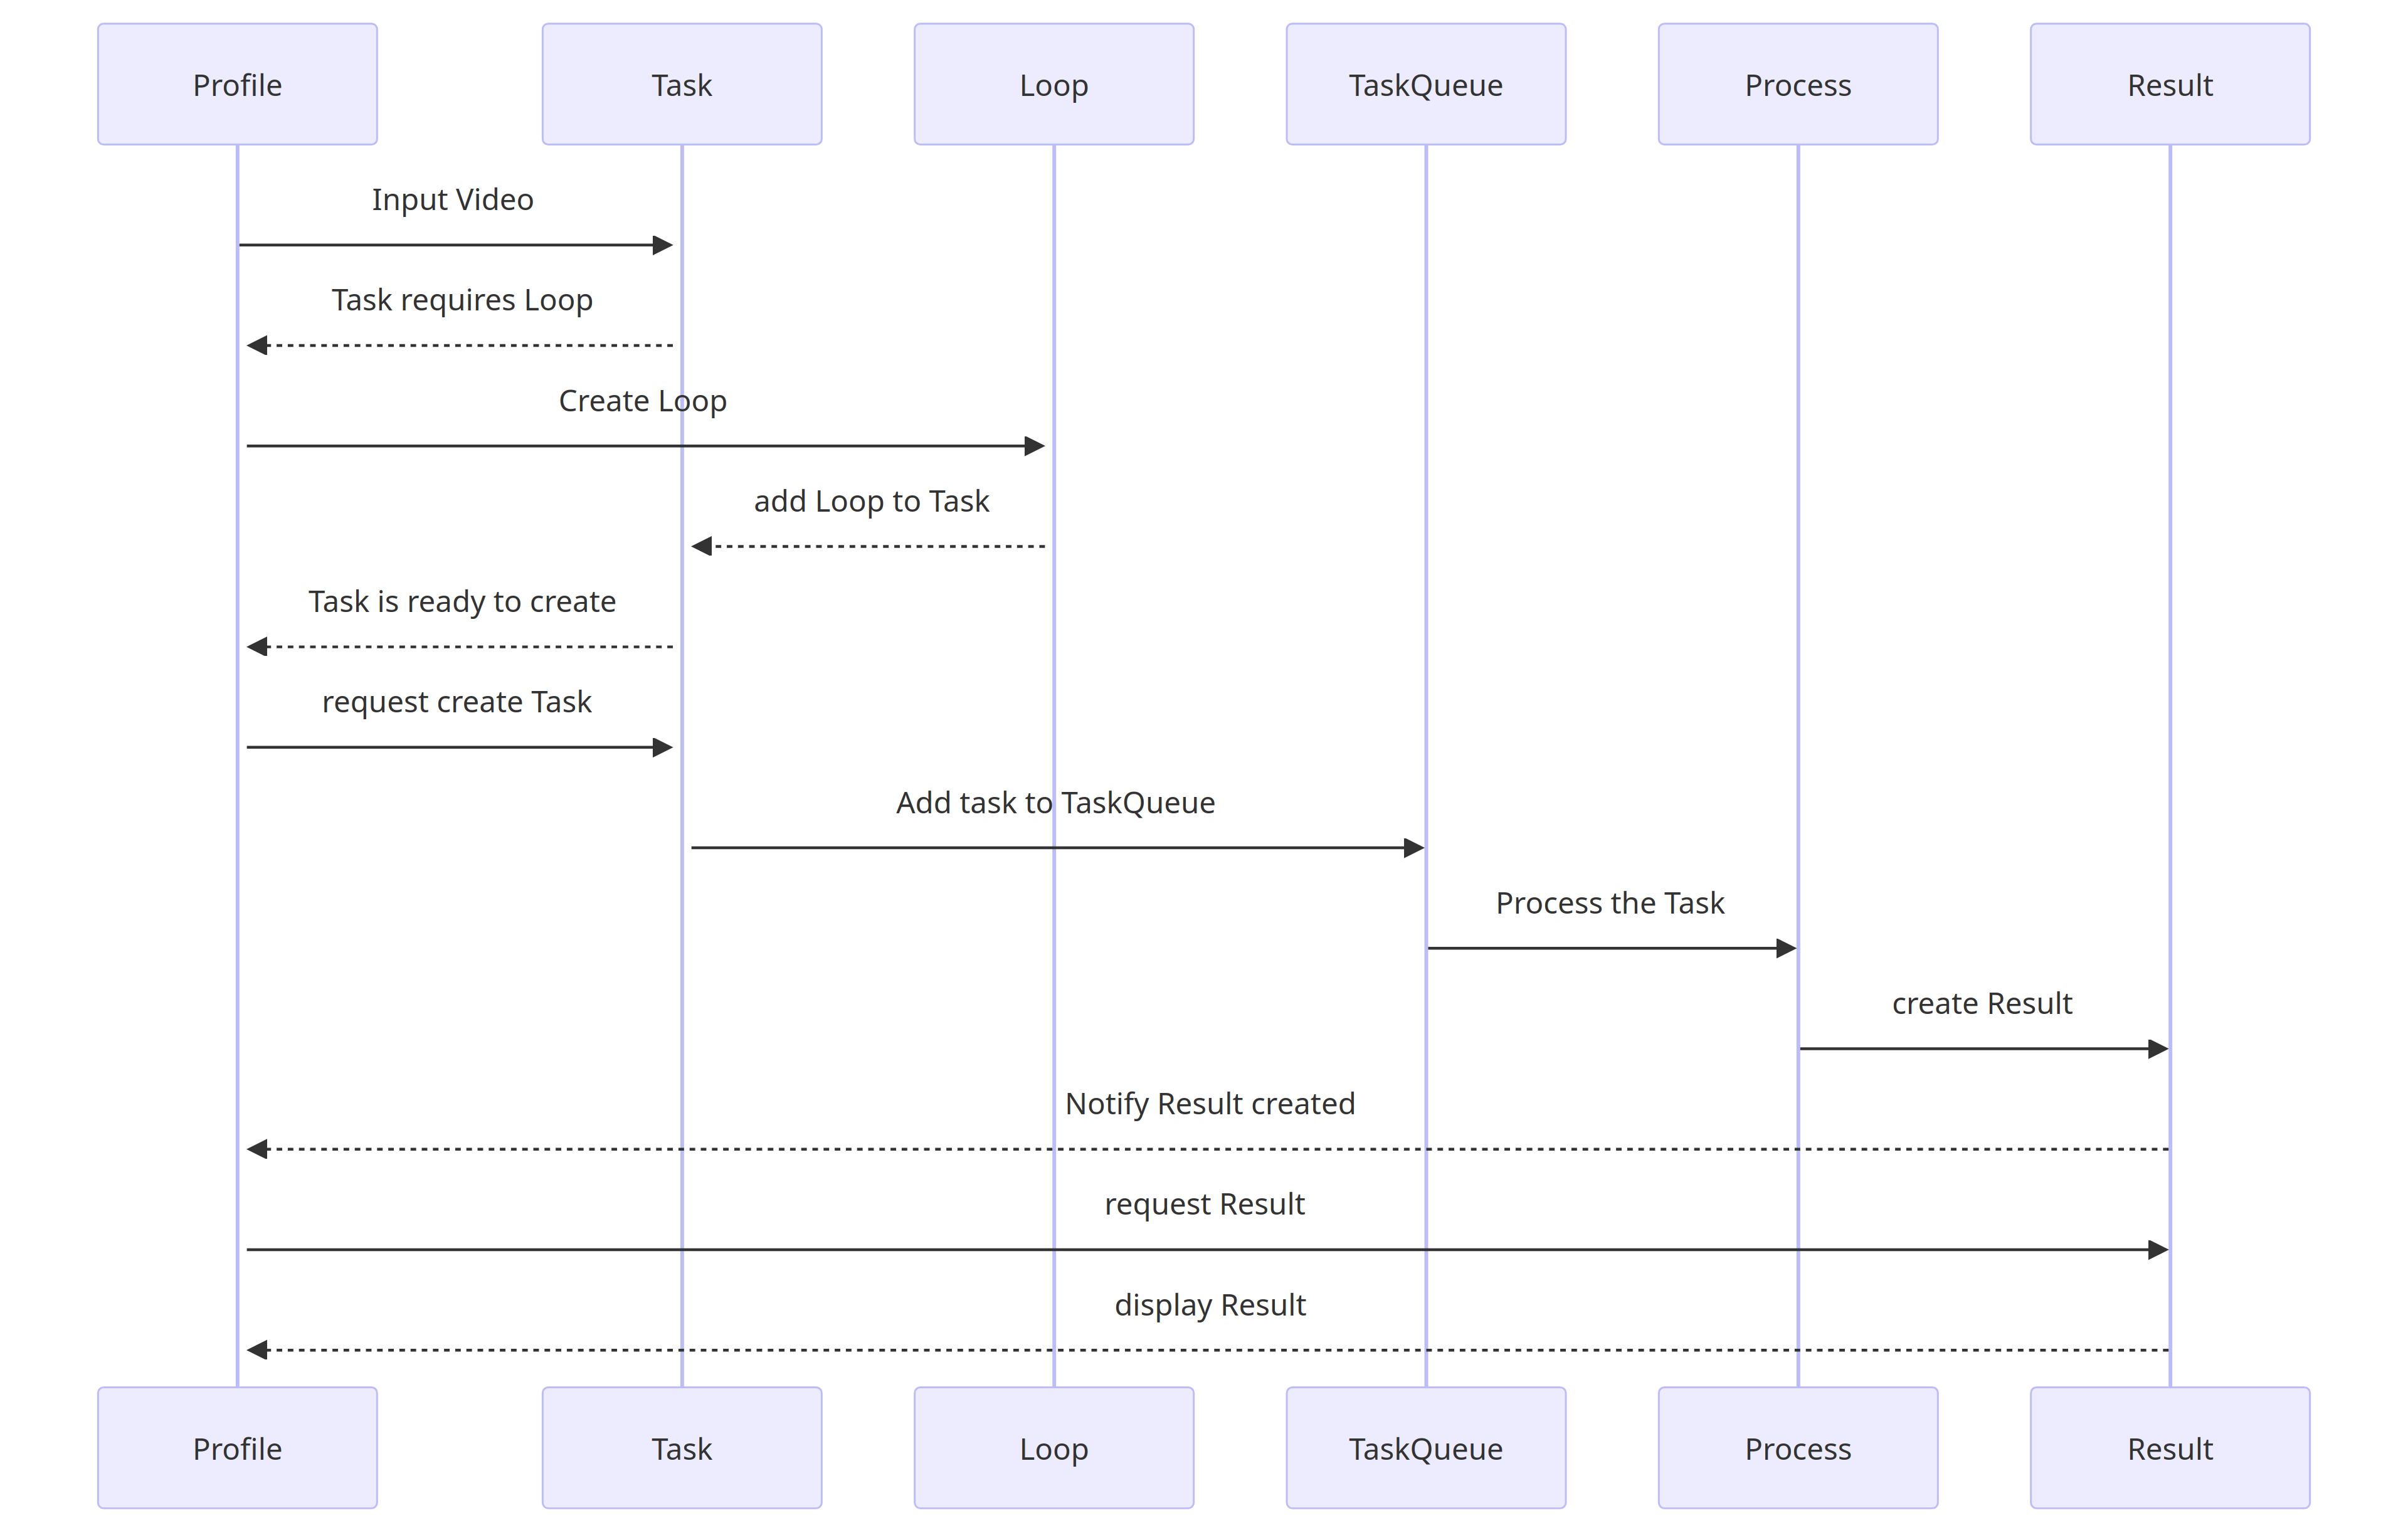 Profile
Task
Loop
TaskQueue
Process
Result
Input Video
Task requires Loop
Create Loop
add Loop to Task
Task is ready to create
request create Task
Add task to TaskQueue
Process the Task
create Result
Notify Result created
request Result
display Result
Profile
Task
Loop
TaskQueue
Process
Result